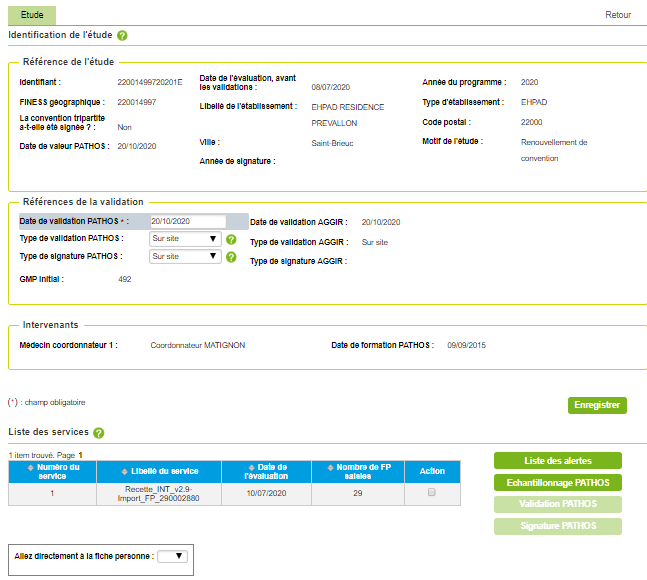 Etude
Retour
Identification de l'étude ?
Référence de l'étude
Identifiant : 22001499720201E
Date de l'évaluation, avant les validations : 08/07/2020
Année du programme : 2020
FINESS géographique : 220014997
Libellé de l'établissement : EHPAD RESIDENCE PREVALLON
Type d'établissement : EHPAD
La convention tripartite a-t-elle été signée ? : Non
Code postal : 22000
Date de valeur PATHOS : 20/10/2020
Ville : Saint-Brieuc
Motif de l'étude : Renouvellement de convention
Année de signature :
Références de la validation
Date de validation PATHOS * : 20/10/2020
Date de validation AGGIR : 20/10/2020
Type de validation PATHOS : Sur site ?
Type de validation AGGIR : Sur site
Type de signature PATHOS : Sur site ?
Type de signature AGGIR :
GMP initial : 492
Intervenants
Médecin coordonnateur 1 : Coordonnateur MATIGNON
Date de formation PATHOS : 09/09/2015
(*) : champ obligatoire
Enregistrer
Liste des services ?
1 item trouvé. Page 1
Numéro du service
Libellé du service
Date de l'évaluation
Nombre de FP saisies
Action
1
Recette_INT_v2.9-Import_FP_290002880
10/07/2020
29
Liste des alertes
Echantillonnage PATHOS
Validation PATHOS
Signature PATHOS
Allez directement à la fiche personne :